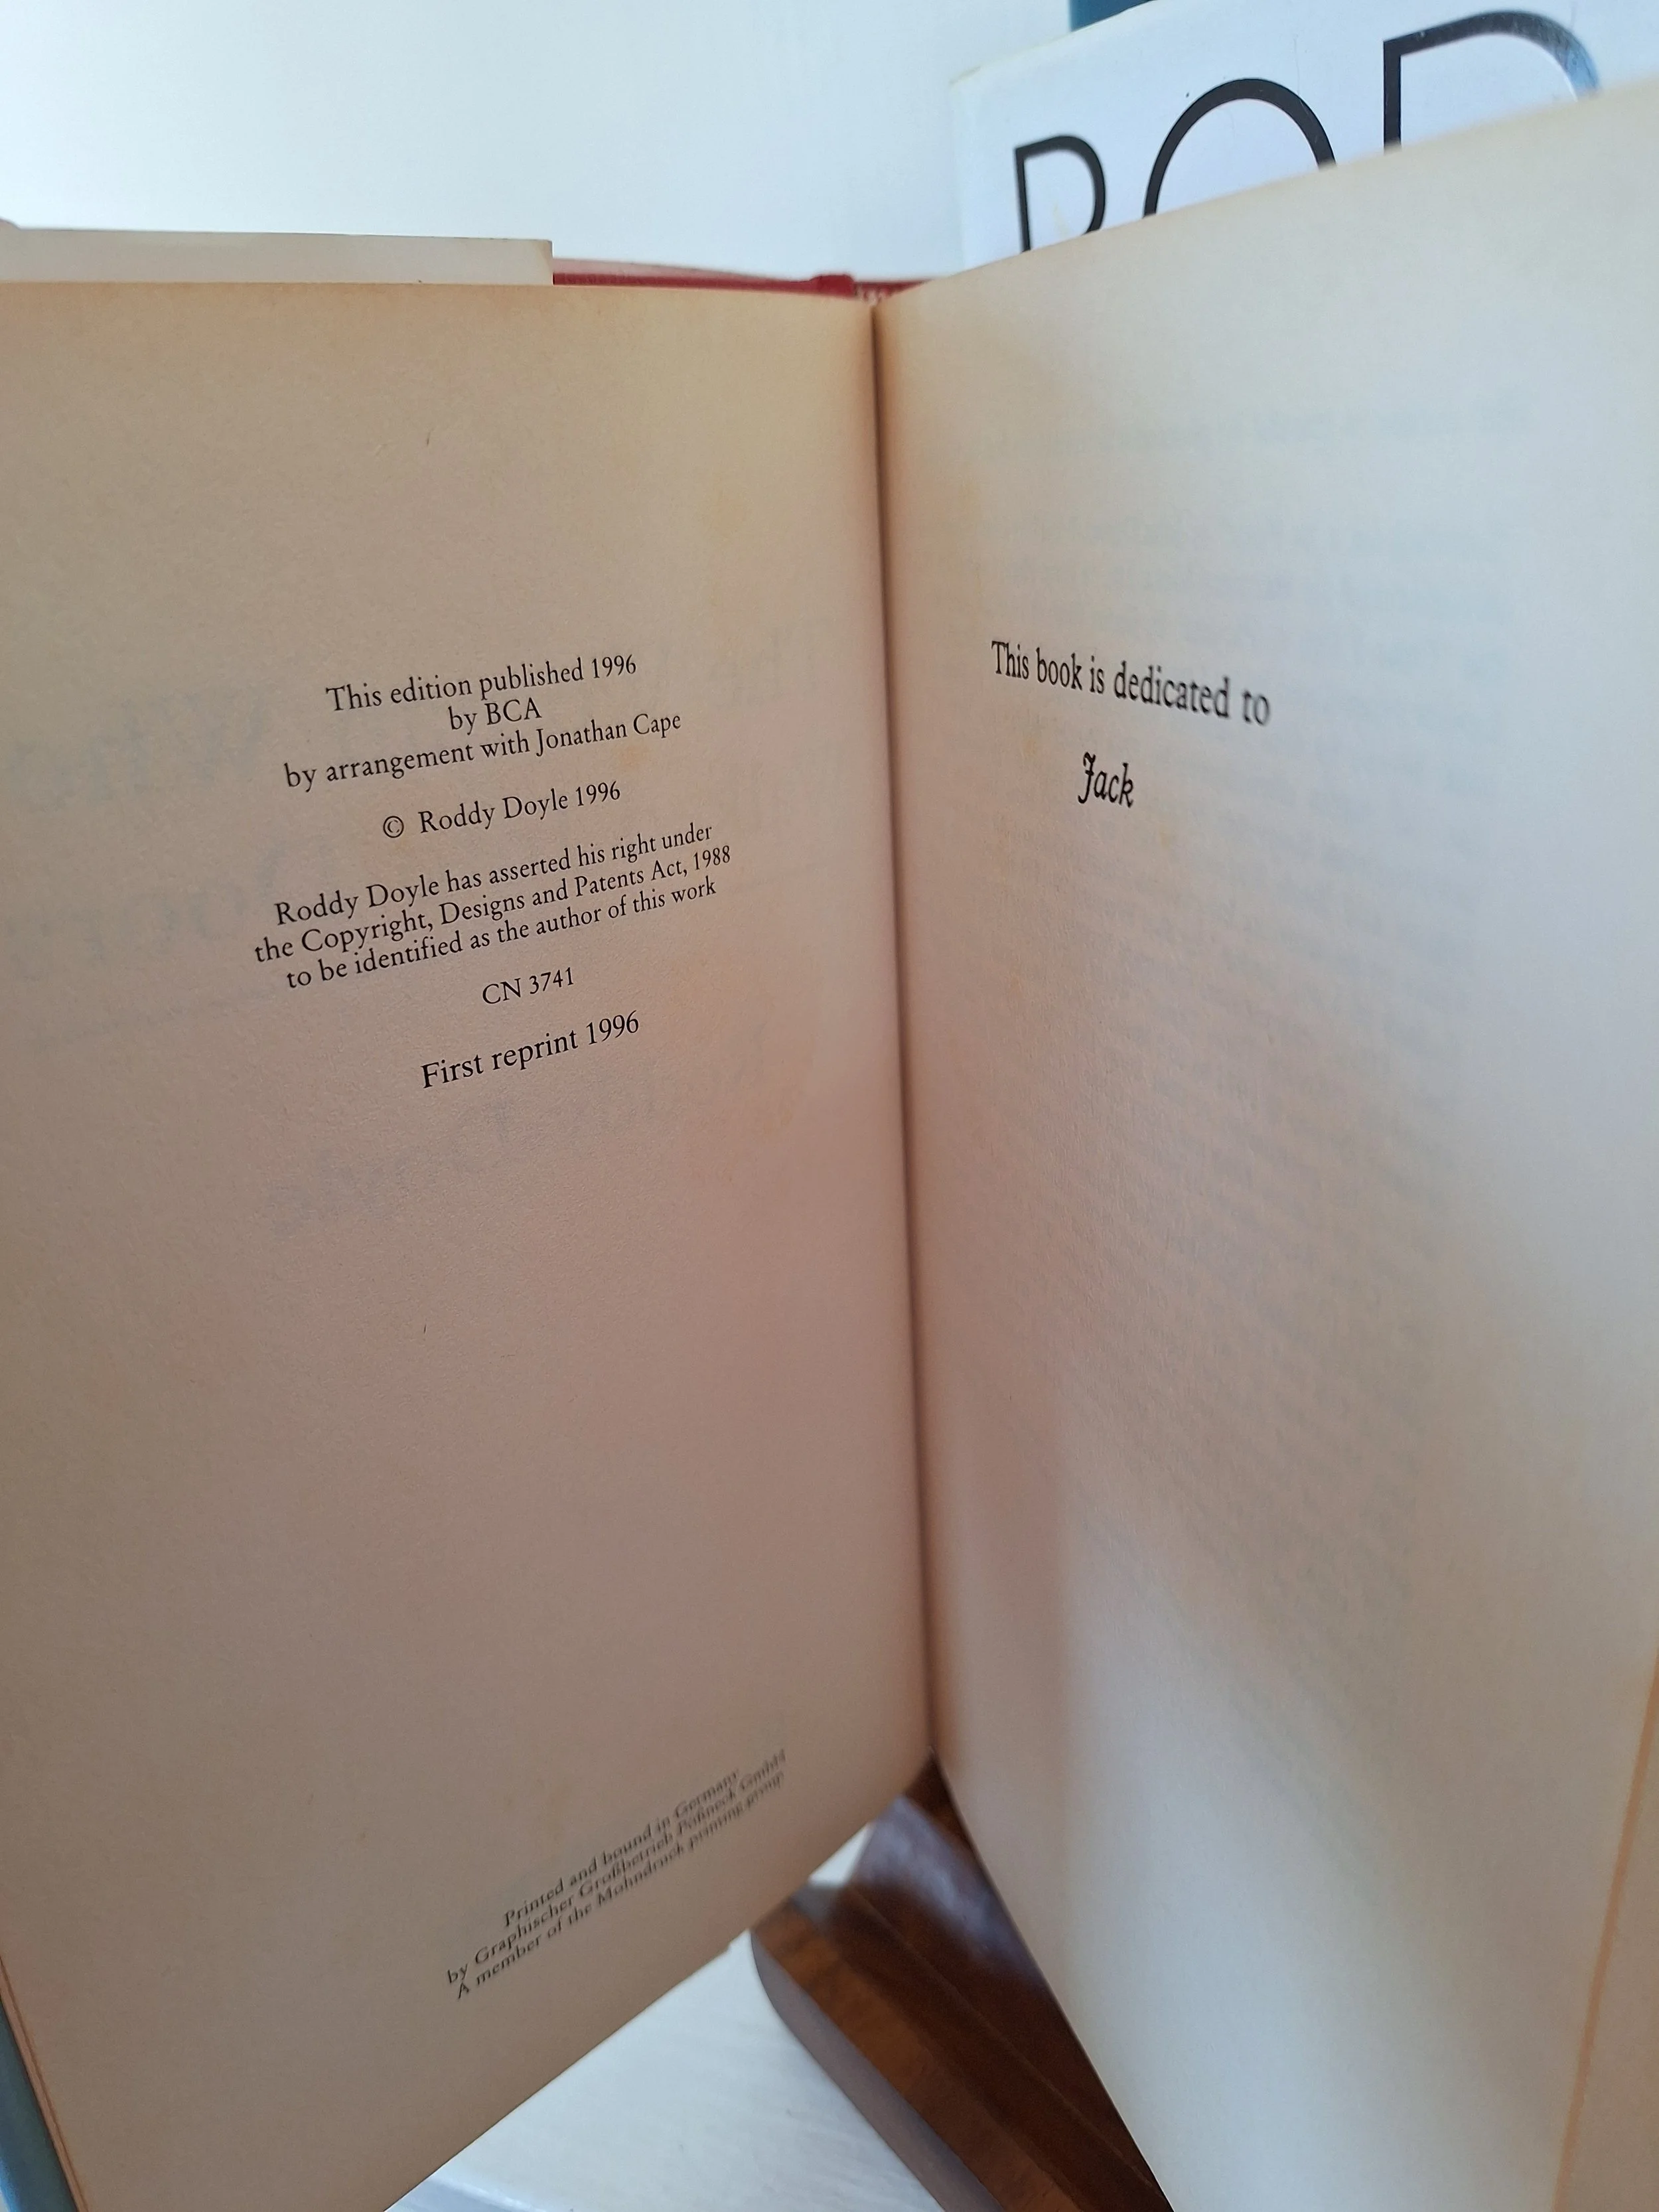 ROD
This edition published 1996
by BCA
by arrangement with Jonathan Cape
© Roddy Doyle 1996
Roddy Doyle has asserted his right under
the Copyright, Designs and Patents Act, 1988
to be identified as the author of this work
CN 3741
First reprint 1996
Printed and bound in Germany
by Graphischer Großbetrieb Pößneck GmbH
A member of the Mohndruck printing group
This book is dedicated to
Jack